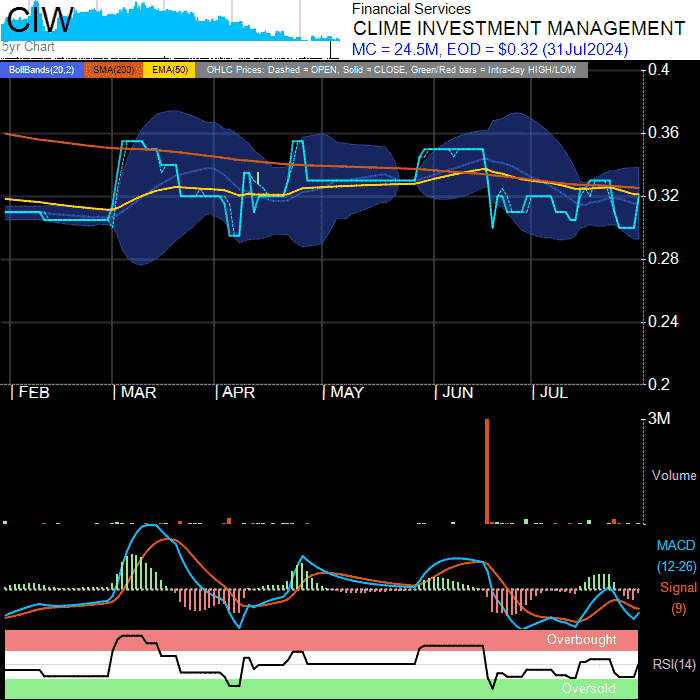 CIW
5yr Chart
Financial Services
CLIME INVESTMENT MANAGEMENT
MC = 24.5M, EOD = $0.32 (31Jul2024)
BollBands(20,2) SMA(200) EMA(50) OHLC Prices: Dashed = OPEN, Solid = CLOSE, Green/Red bars = Intra-day HIGH/LOW
0.4
0.36
0.32
0.28
0.24
0.2
FEB MAR APR MAY JUN JUL
3M
Volume
MACD
(12-26)
Signal
(9)
Overbought
RSI(14)
Oversold